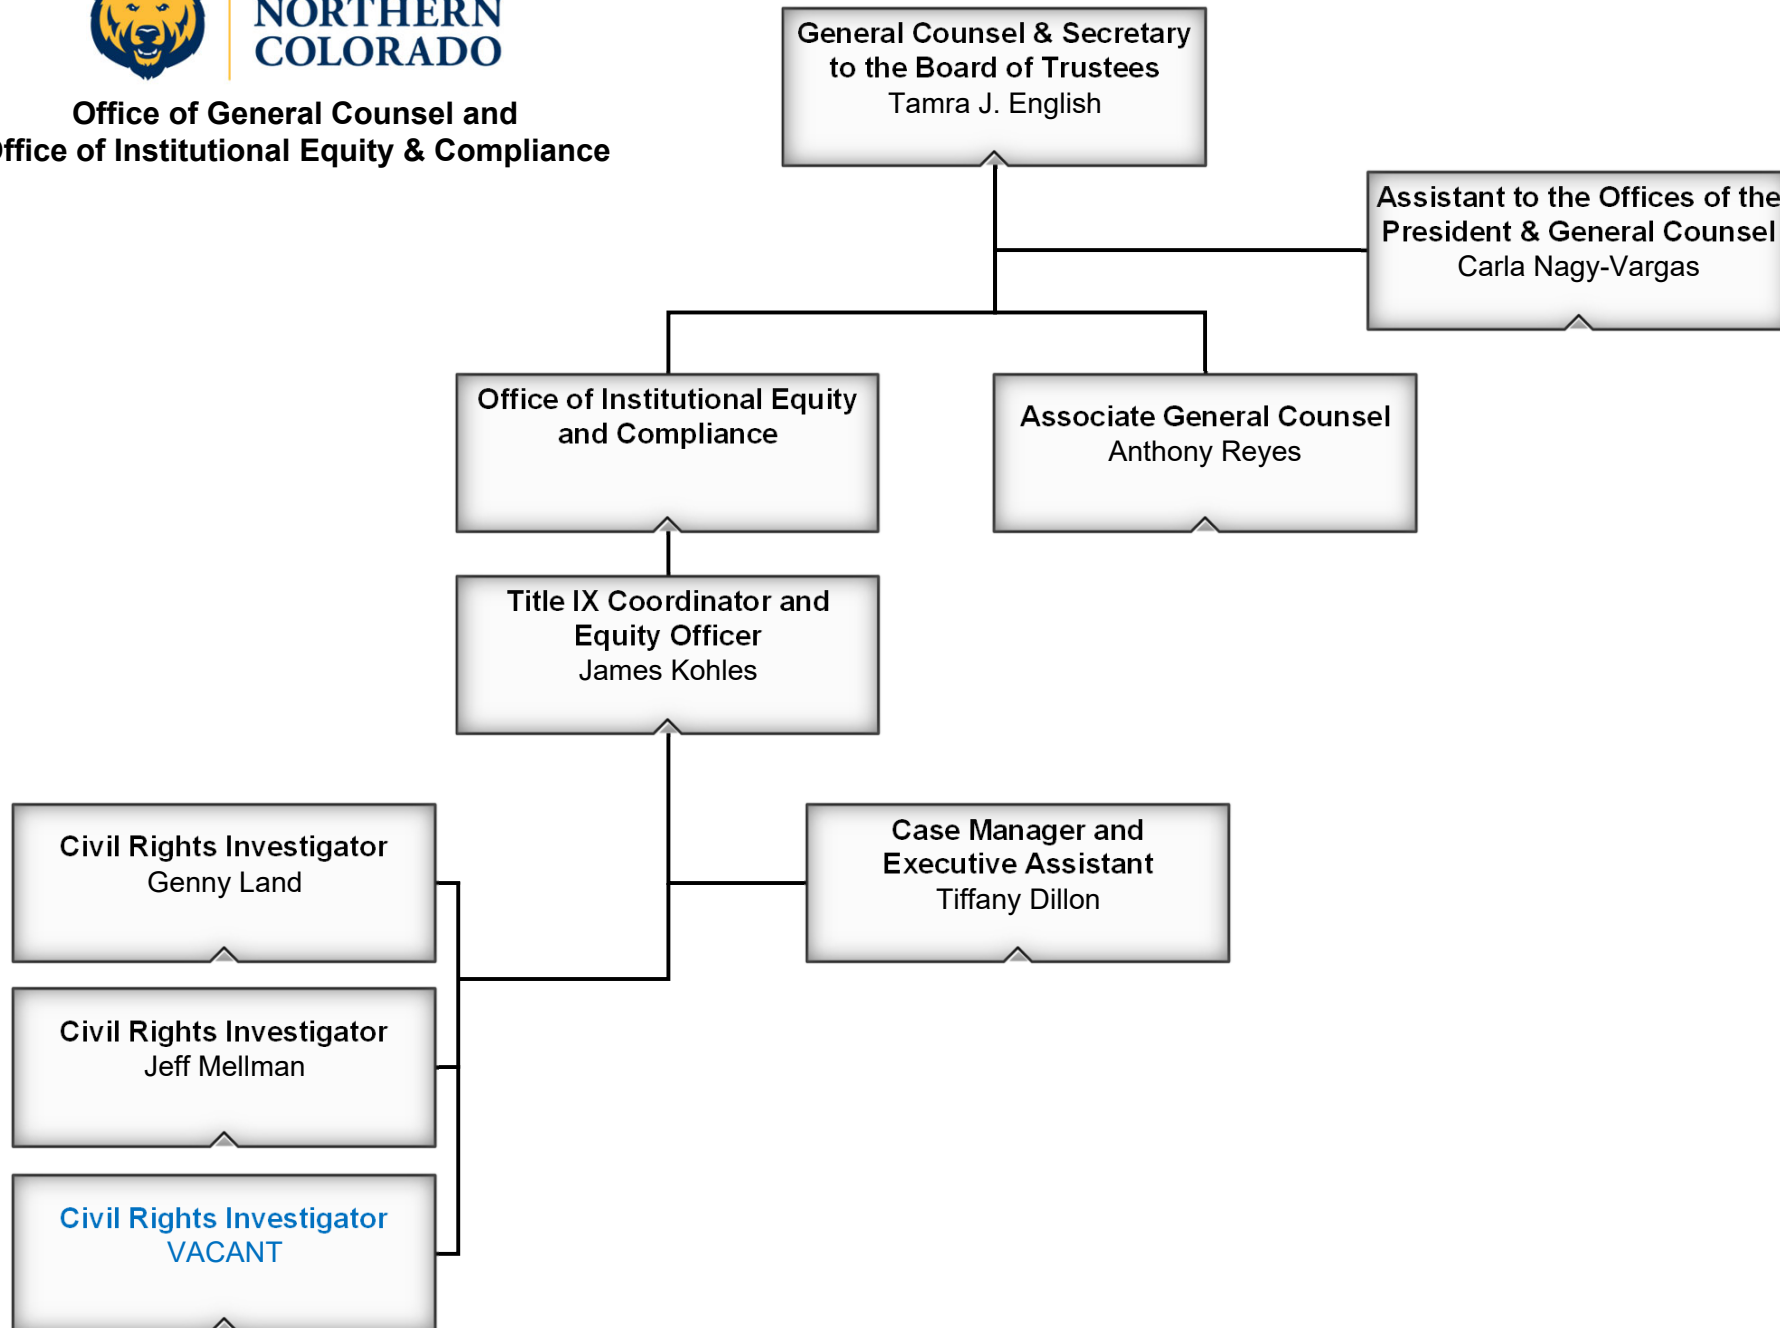 NORTHERN
COLORADO
Office of General Counsel and
Office of Institutional Equity & Compliance
General Counsel & Secretary
to the Board of Trustees
Tamra J. English
Assistant to the Offices of the
President & General Counsel
Carla Nagy-Vargas
Office of Institutional Equity
and Compliance
Associate General Counsel
Anthony Reyes
Title IX Coordinator and
Equity Officer
James Kohles
Civil Rights Investigator
Genny Land
Case Manager and
Executive Assistant
Tiffany Dillon
Civil Rights Investigator
Jeff Mellman
Civil Rights Investigator
VACANT